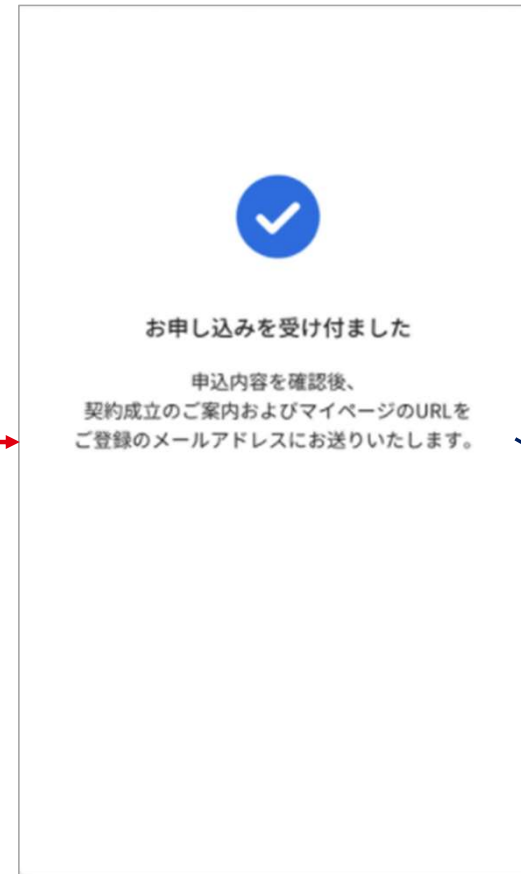 お申し込みを受け付ました
申込内容を確認後、
契約成立のご案内およびマイページのURLを
ご登録のメールアドレスにお送りいたします。